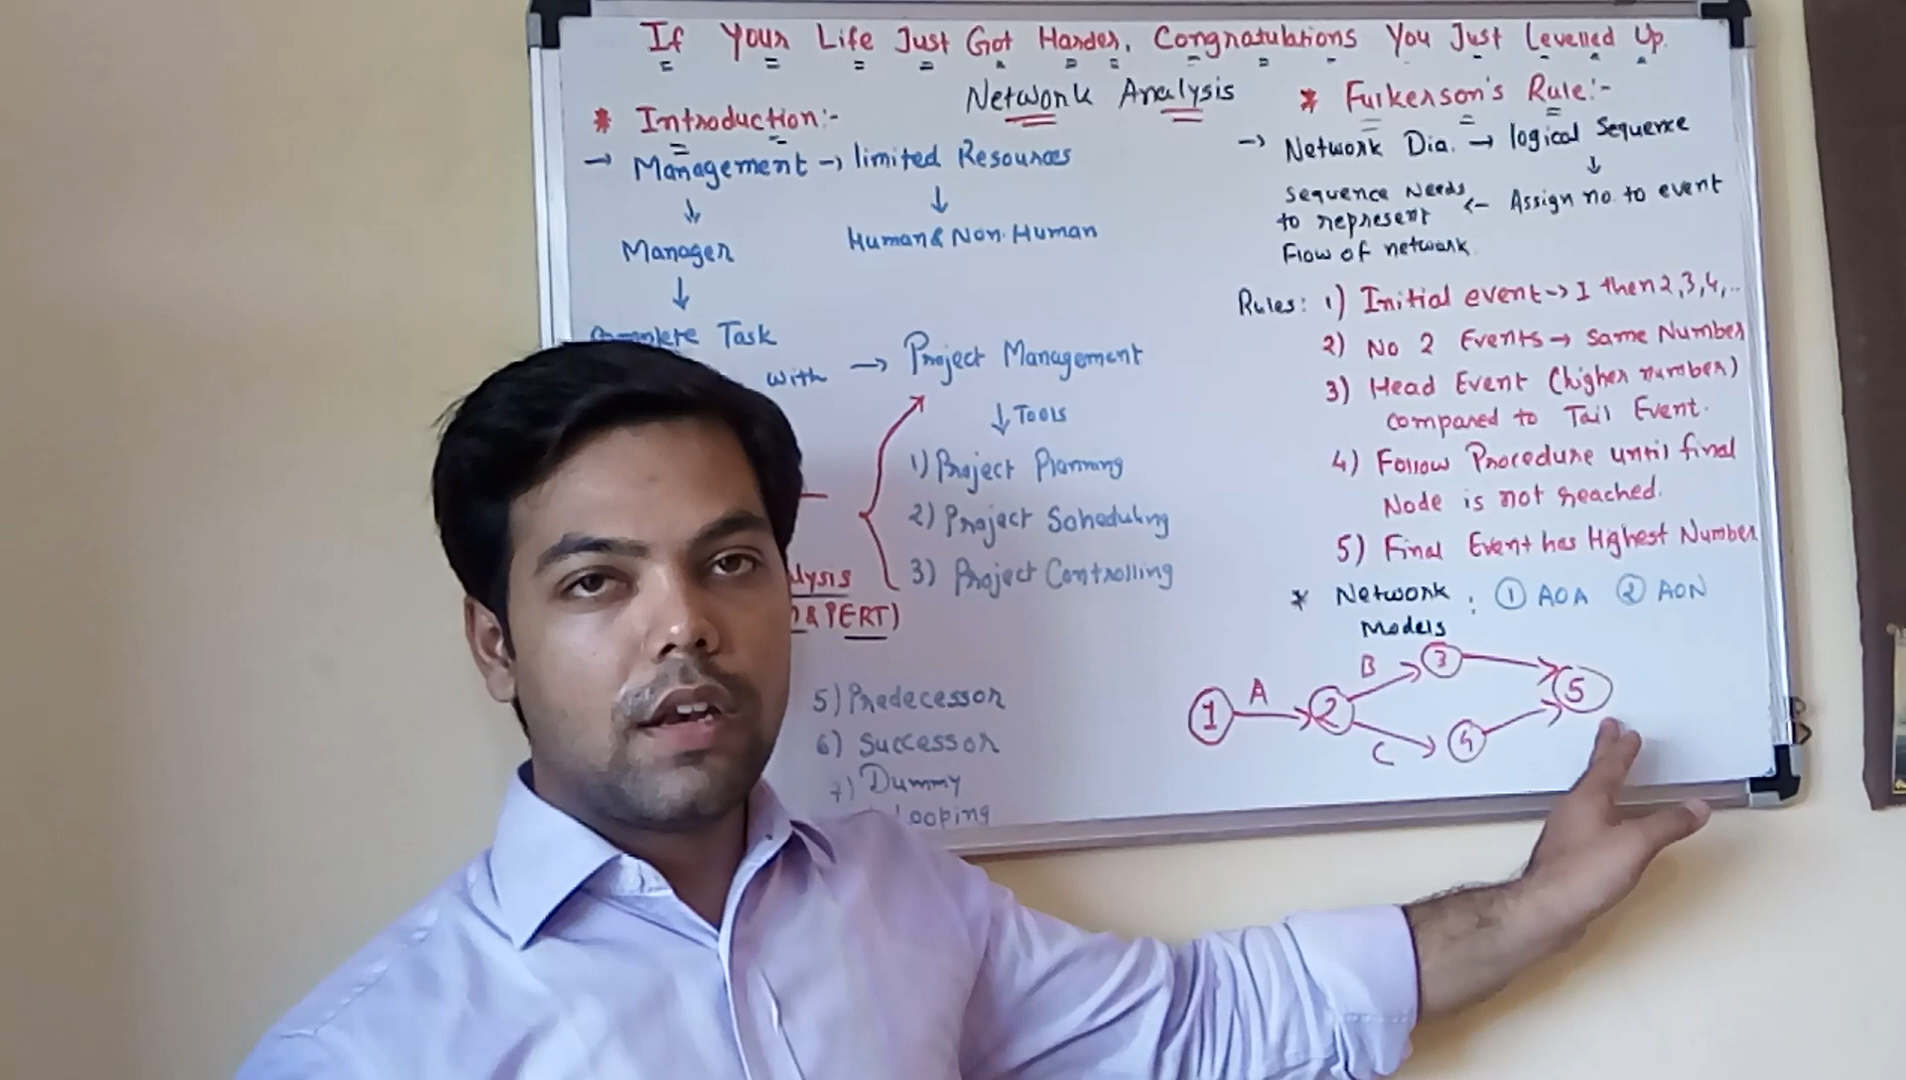 If Your Life Just Got Harder, Congratulations You Just Levelled Up.
Network Analysis
* Introduction:-
→ Management → limited Resources
↓ ↓
Manager Human & Non-Human
↓
Complete Task
with → Project Management
↓ Tools
1) Project Planning
2) Project Scheduling
3) Project Controlling
lysis
& PERT)
5) Predecessor
6) Successor
7) Dummy
ooping
* Fulkerson's Rule:-
→ Network Dia. → logical Sequence
↓
Sequence Needs ← Assign no. to event
to represent
Flow of network
Rules: 1) Initial event → 1 then 2,3,4,..
2) No 2 Events → Same Number
3) Head Event (higher number)
compared to Tail Event.
4) Follow Procedure until final
Node is not reached.
5) Final Event has Highest Number
* Network : ① AOA ② AON
Models
B 3
1 A 2 5
C 4